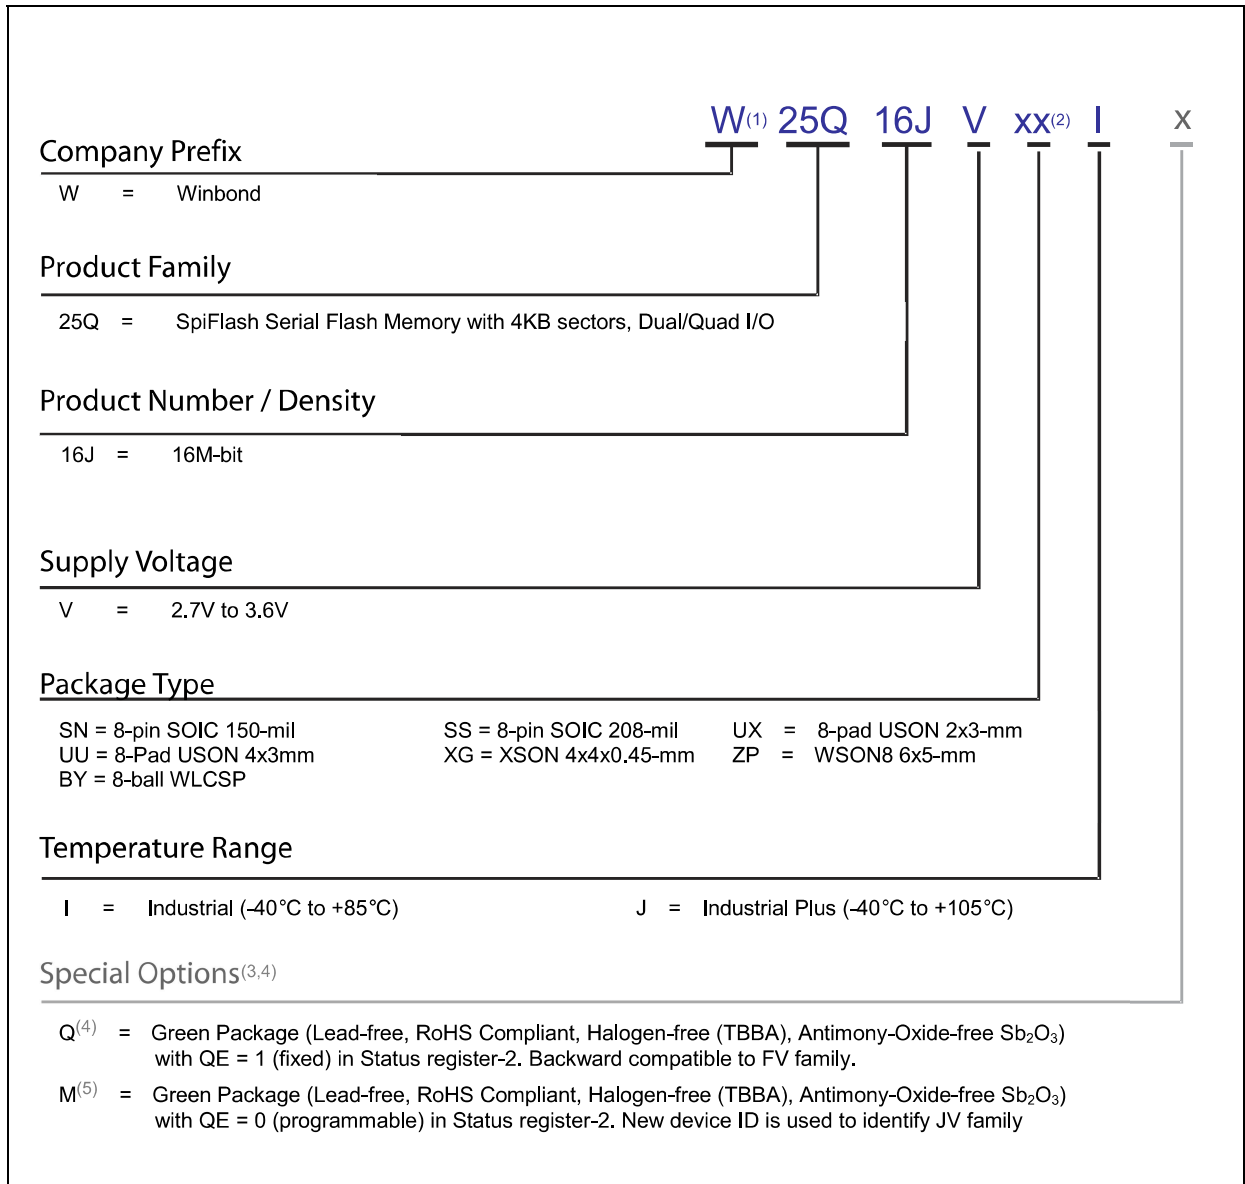 W(1) 25Q 16J V xx(2) I x
Company Prefix
W = Winbond
Product Family
25Q = SpiFlash Serial Flash Memory with 4KB sectors, Dual/Quad I/O
Product Number / Density
16J = 16M-bit
Supply Voltage
V = 2.7V to 3.6V
Package Type
SN = 8-pin SOIC 150-mil SS = 8-pin SOIC 208-mil UX = 8-pad USON 2x3-mm
UU = 8-Pad USON 4x3mm XG = XSON 4x4x0.45-mm ZP = WSON8 6x5-mm
BY = 8-ball WLCSP
Temperature Range
I = Industrial (-40°C to +85°C) J = Industrial Plus (-40°C to +105°C)
Special Options(3,4)
Q(4) = Green Package (Lead-free, RoHS Compliant, Halogen-free (TBBA), Antimony-Oxide-free Sb₂O₃)
with QE = 1 (fixed) in Status register-2. Backward compatible to FV family.
M(5) = Green Package (Lead-free, RoHS Compliant, Halogen-free (TBBA), Antimony-Oxide-free Sb₂O₃)
with QE = 0 (programmable) in Status register-2. New device ID is used to identify JV family